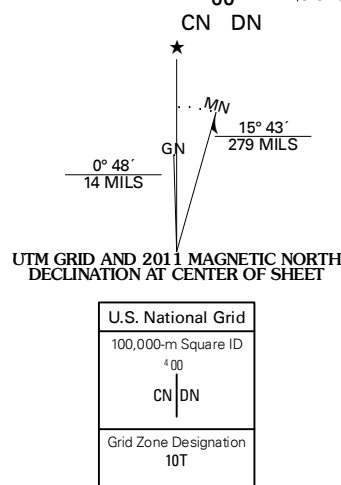 CN DN
★
MN
GN
15° 43´
279 MILS
0° 48´
14 MILS
UTM GRID AND 2011 MAGNETIC NORTH
DECLINATION AT CENTER OF SHEET
U.S. National Grid
100,000-m Square ID
4 00
CN DN
Grid Zone Designation
10T